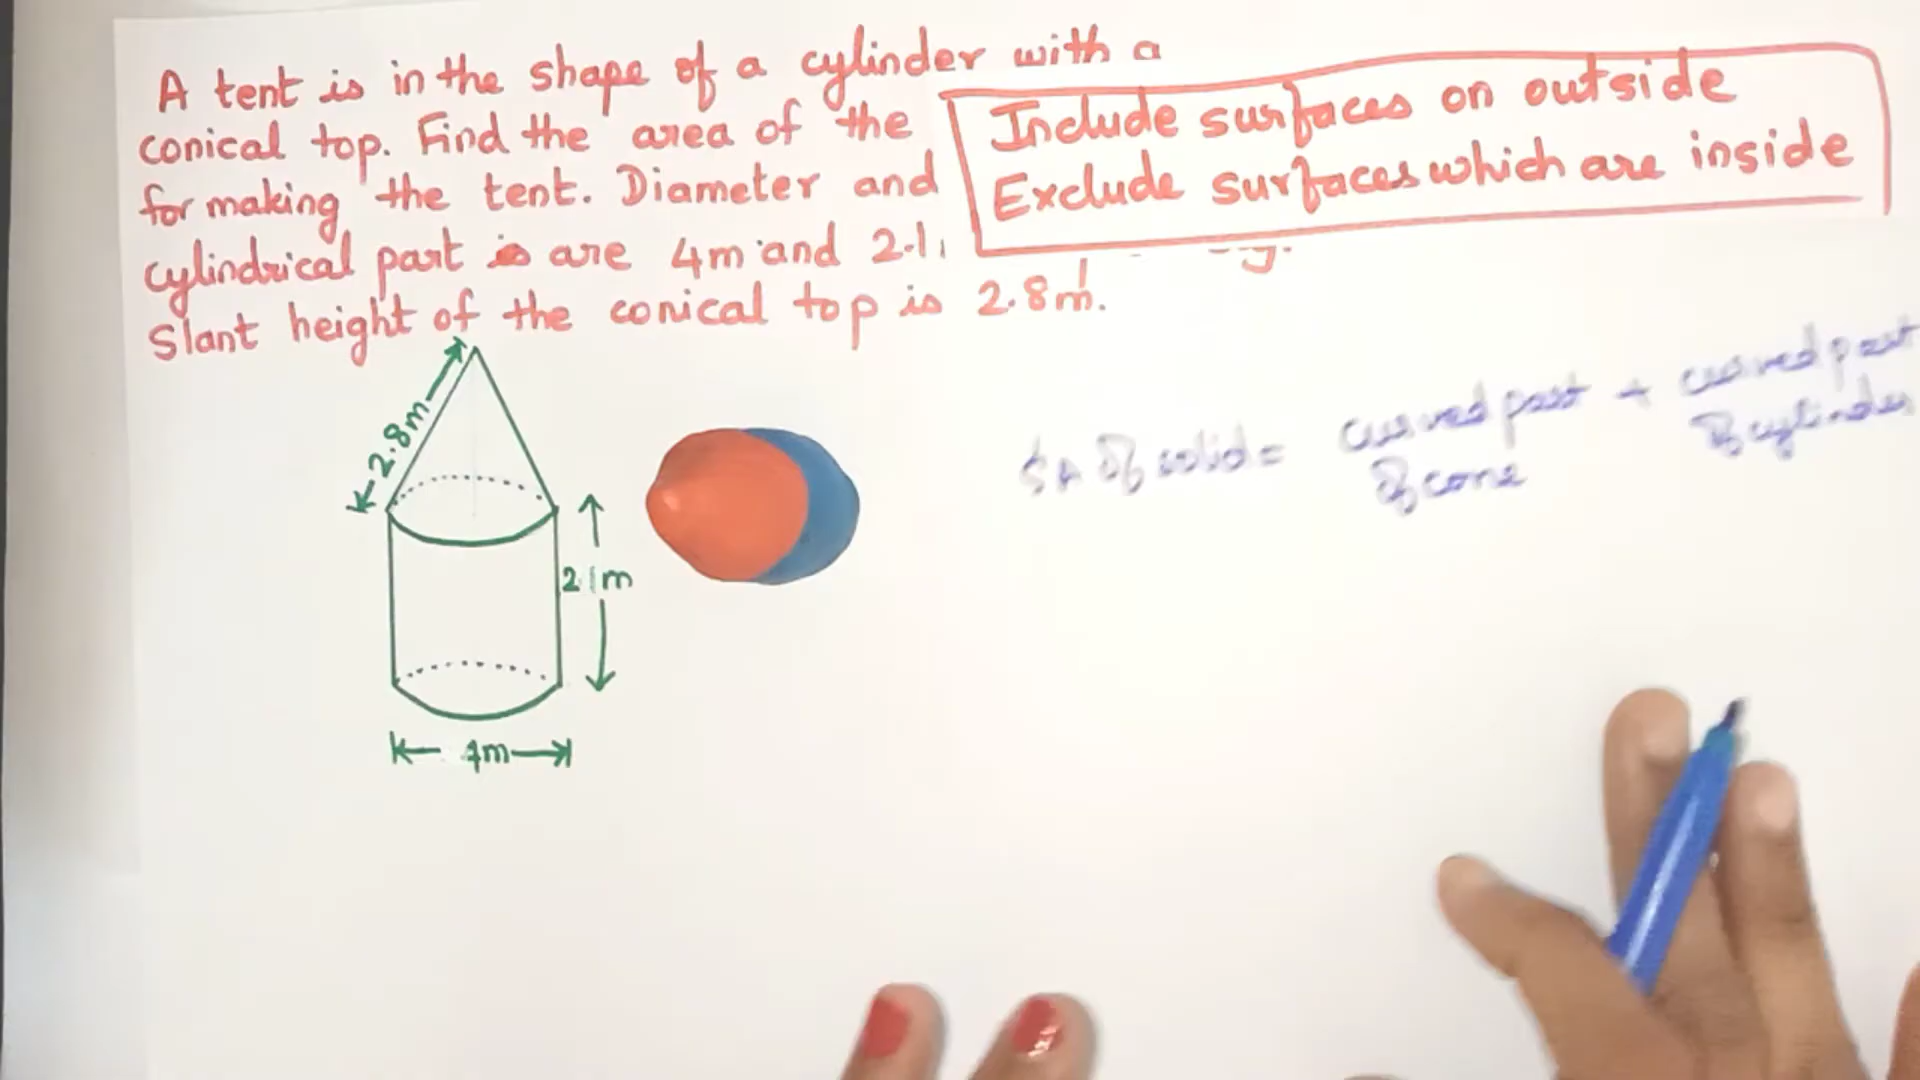 A tent is in the shape of a cylinder with a
conical top. Find the area of the
for making the tent. Diameter and
cylindrical part is are 4m and 2.1
Slant height of the conical top is 2.8m.
Include surfaces on outside
Exclude surfaces which are inside
2.8m
2.1m
4m
SA of solid = curved part + curved part
of cone of cylinder